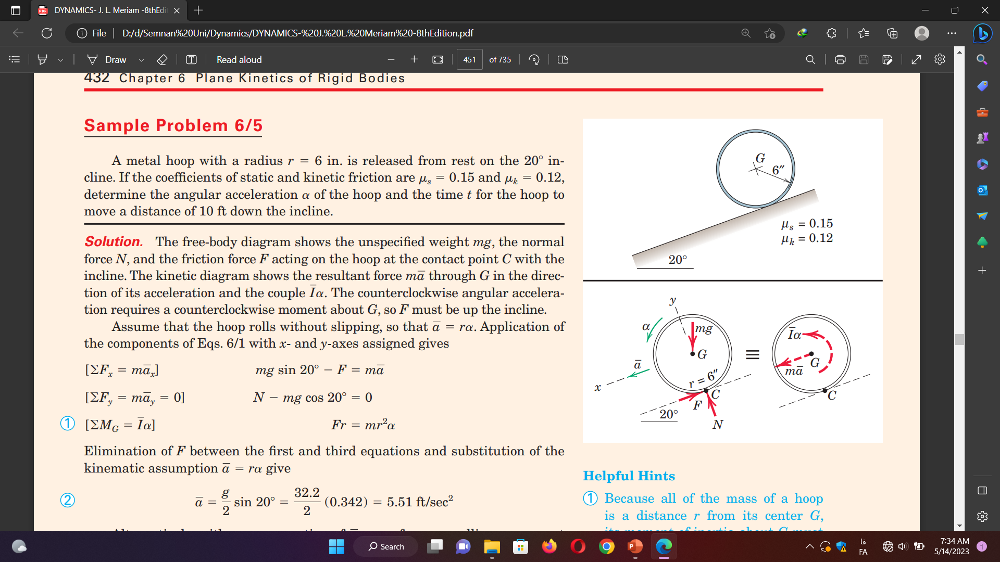 DYNAMICS- J. L. Meriam -8thEdi
File
D:/d/Semnan%20Uni/Dynamics/DYNAMICS-%20J.%20L.%20Meriam%20-8thEdition.pdf
Draw
Read aloud
451
of 735
432 Chapter 6 Plane Kinetics of Rigid Bodies
Sample Problem 6/5
A metal hoop with a radius r = 6 in. is released from rest on the 20° in-
cline. If the coefficients of static and kinetic friction are μs = 0.15 and μk = 0.12,
determine the angular acceleration α of the hoop and the time t for the hoop to
move a distance of 10 ft down the incline.
Solution. The free-body diagram shows the unspecified weight mg, the normal
force N, and the friction force F acting on the hoop at the contact point C with the
incline. The kinetic diagram shows the resultant force ma̅ through G in the direc-
tion of its acceleration and the couple I̅α. The counterclockwise angular accelera-
tion requires a counterclockwise moment about G, so F must be up the incline.
Assume that the hoop rolls without slipping, so that a̅ = rα. Application of
the components of Eqs. 6/1 with x- and y-axes assigned gives
[ΣFx = ma̅x] mg sin 20° − F = ma̅
[ΣFy = ma̅y = 0] N − mg cos 20° = 0
① [ΣMG = I̅α] Fr = mr²α
Elimination of F between the first and third equations and substitution of the
kinematic assumption a̅ = rα give
② a̅ = g/2 sin 20° = 32.2/2 (0.342) = 5.51 ft/sec²
G
6″
μs = 0.15
μk = 0.12
20°
y
α
mg
G
a̅
x
r = 6″
C
F
20°
N
≡
I̅α
G
ma̅
C
Helpful Hints
① Because all of the mass of a hoop
is a distance r from its center G,
Search
فا
FA
7:34 AM
5/14/2023
1